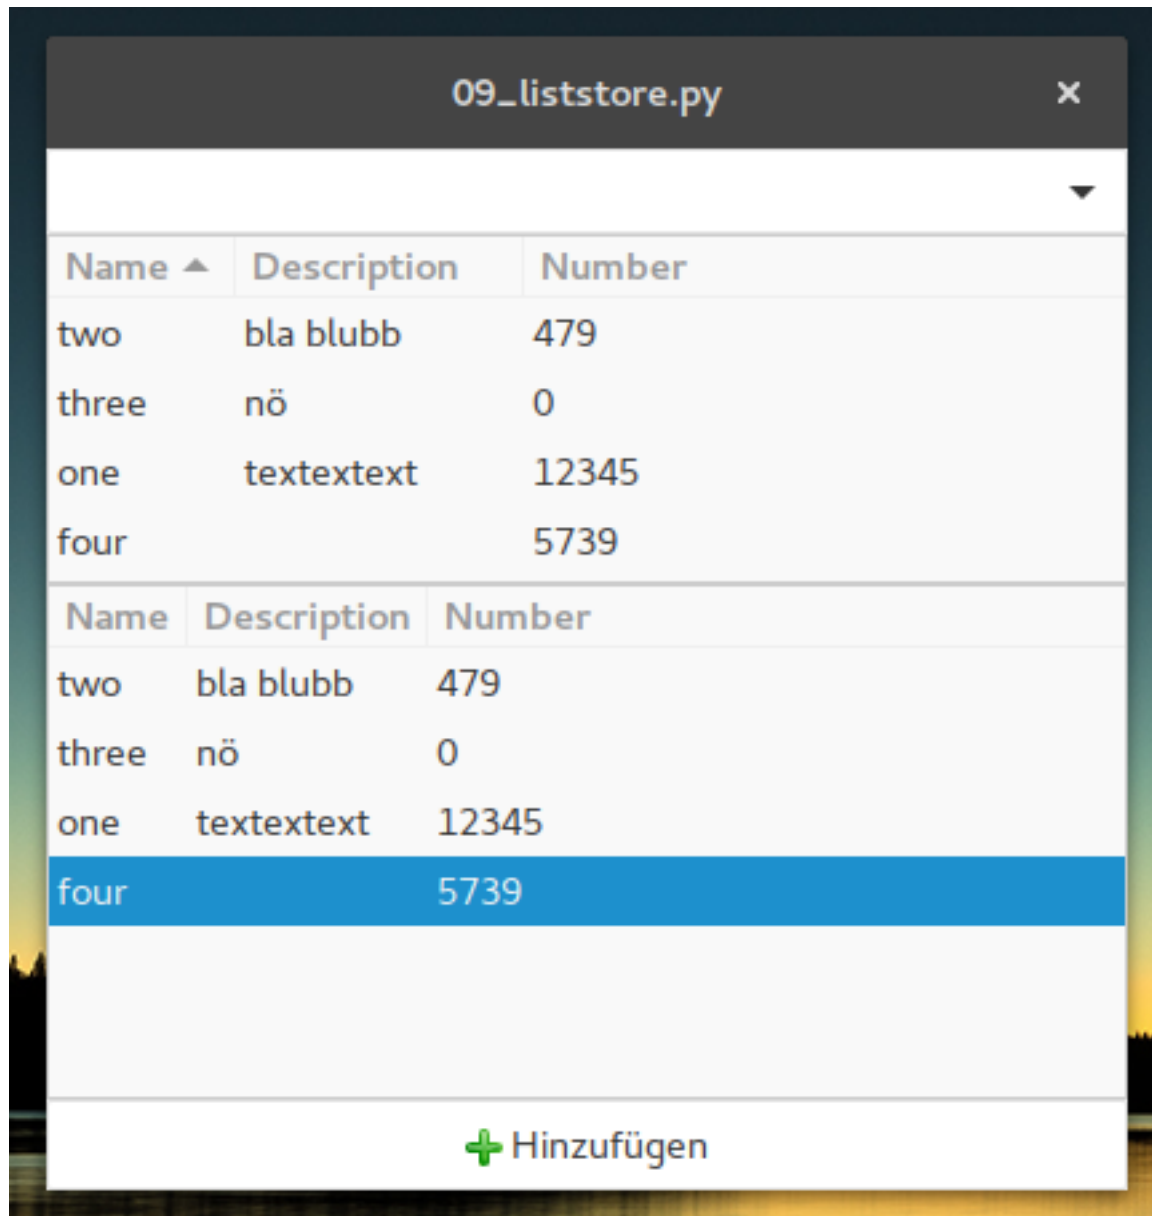 09_liststore.py
Name Description Number
two bla blubb 479
three nö 0
one textextext 12345
four 5739
Name Description Number
two bla blubb 479
three nö 0
one textextext 12345
four 5739
Hinzufügen